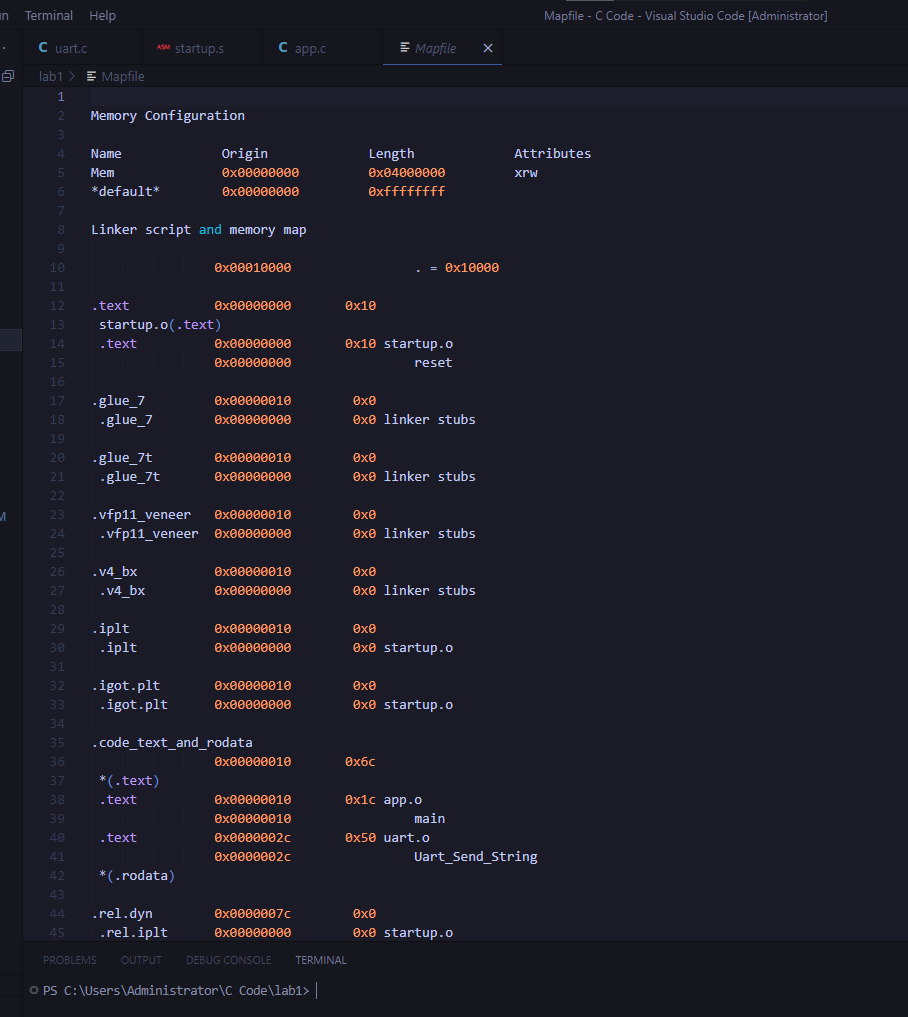 Terminal Help Mapfile - C Code - Visual Studio Code [Administrator]
C uart.c ASM startup.s C app.c Mapfile ×
lab1 > Mapfile
1
2 Memory Configuration
3
4 Name Origin Length Attributes
5 Mem 0x00000000 0x04000000 xrw
6 *default* 0x00000000 0xffffffff
7
8 Linker script and memory map
9
10 0x00010000 . = 0x10000
11
12 .text 0x00000000 0x10
13 startup.o(.text)
14 .text 0x00000000 0x10 startup.o
15 0x00000000 reset
16
17 .glue_7 0x00000010 0x0
18 .glue_7 0x00000000 0x0 linker stubs
19
20 .glue_7t 0x00000010 0x0
21 .glue_7t 0x00000000 0x0 linker stubs
22
23 .vfp11_veneer 0x00000010 0x0
24 .vfp11_veneer 0x00000000 0x0 linker stubs
25
26 .v4_bx 0x00000010 0x0
27 .v4_bx 0x00000000 0x0 linker stubs
28
29 .iplt 0x00000010 0x0
30 .iplt 0x00000000 0x0 startup.o
31
32 .igot.plt 0x00000010 0x0
33 .igot.plt 0x00000000 0x0 startup.o
34
35 .code_text_and_rodata
36 0x00000010 0x6c
37 *(.text)
38 .text 0x00000010 0x1c app.o
39 0x00000010 main
40 .text 0x0000002c 0x50 uart.o
41 0x0000002c Uart_Send_String
42 *(.rodata)
43
44 .rel.dyn 0x0000007c 0x0
45 .rel.iplt 0x00000000 0x0 startup.o
PROBLEMS OUTPUT DEBUG CONSOLE TERMINAL
PS C:\Users\Administrator\C Code\lab1>